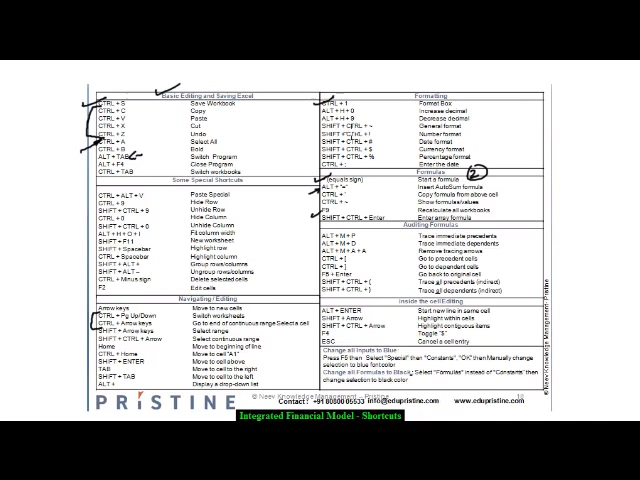 Basic Editing and Saving Excel
CTRL + S Save Workbook
CTRL + C Copy
CTRL + V Paste
CTRL + X Cut
CTRL + Z Undo
CTRL + A Select All
CTRL + B Bold
ALT + TAB Switch Program
ALT + F4 Close Program
CTRL + TAB Switch workbooks
Some Special Shortcuts
CTRL + ALT + V Paste Special
CTRL + 9 Hide Row
SHIFT + CTRL + 9 Unhide Row
CTRL + 0 Hide Column
SHIFT + CTRL + 0 Unhide Column
ALT + H + O + I Fit column width
SHIFT + F11 New worksheet
SHIFT + Spacebar Highlight row
CTRL + Spacebar Highlight column
SHIFT + ALT + Group rows/columns
SHIFT + ALT – Ungroup rows/columns
CTRL + Minus sign Delete selected cells
F2 Edit cells
Navigating / Editing
Arrow keys Move to new cells
CTRL + Pg Up/Down Switch worksheets
CTRL + Arrow keys Go to end of continuous range Select a cell
SHIFT + Arrow keys Select range
SHIFT + CTRL + Arrow Select continuous range
Home Move to beginning of line
CTRL + Home Move to cell "A1"
SHIFT + ENTER Move to cell above
TAB Move to cell to the right
SHIFT + TAB Move to cell to the left
ALT + Display a drop-down list
Formatting
CTRL + 1 Format Box
ALT + H + 0 Increase decimal
ALT + H + 9 Decrease decimal
SHIFT + CTRL + ~ General format
SHIFT + CTRL + ! Number format
SHIFT + CTRL + # Date format
SHIFT + CTRL + $ Currency format
SHIFT + CTRL + % Percentage format
CTRL + ; Enter the date
Formulas 2
(equals sign) Start a formula
ALT + "=" Insert AutoSum formula
CTRL + ' Copy formula from above cell
CTRL + ~ Show formulas/values
F9 Recalculate all workbooks
SHIFT + CTRL + Enter Enter array formula
Auditing Formulas
ALT + M + P Trace immediate precedents
ALT + M + D Trace immediate dependents
ALT + M + A + A Remove tracing arrows
CTRL + [ Go to precedent cells
CTRL + ] Go to dependent cells
F5 + Enter Go back to original cell
SHIFT + CTRL + { Trace all precedents (indirect)
SHIFT + CTRL + } Trace all dependents (indirect)
Inside the cell Editing
ALT + ENTER Start new line in same cell
SHIFT + Arrow Highlight within cells
SHIFT + CTRL + Arrow Highlight contiguous items
F4 Toggle "$"
ESC Cancel a cell entry
Change all Inputs to Blue:
Press F5 then Select "Special" then "Constants", "OK" then Manually change
selection to blue font color
Change all Formulas to Black: Select "Formulas" instead of "Constants" then
change selection to black color
© Neev Knowledge Management–Pristine
PRISTINE
© Neev Knowledge Management – Pristine
Contact : +91 80800 05533 info@edupristine.com www.edupristine.com
Integrated Financial Model - Shortcuts